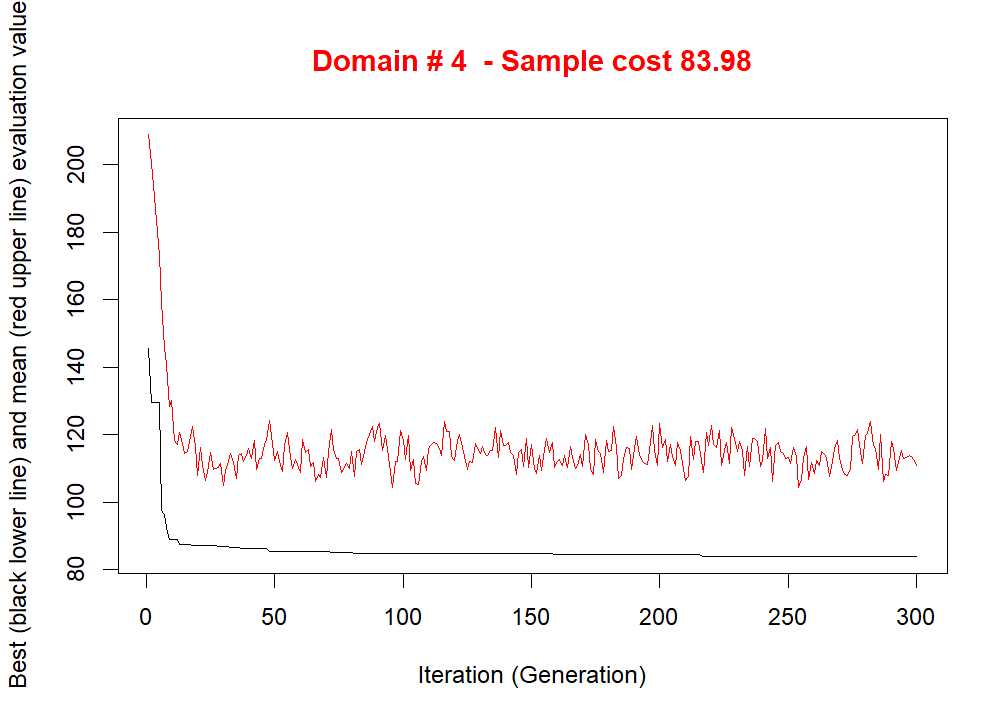 Domain # 4  - Sample cost 83.98
Best (black lower line) and mean (red upper line) evaluation value
200
180
160
140
120
100
80
0 50 100 150 200 250 300
Iteration (Generation)